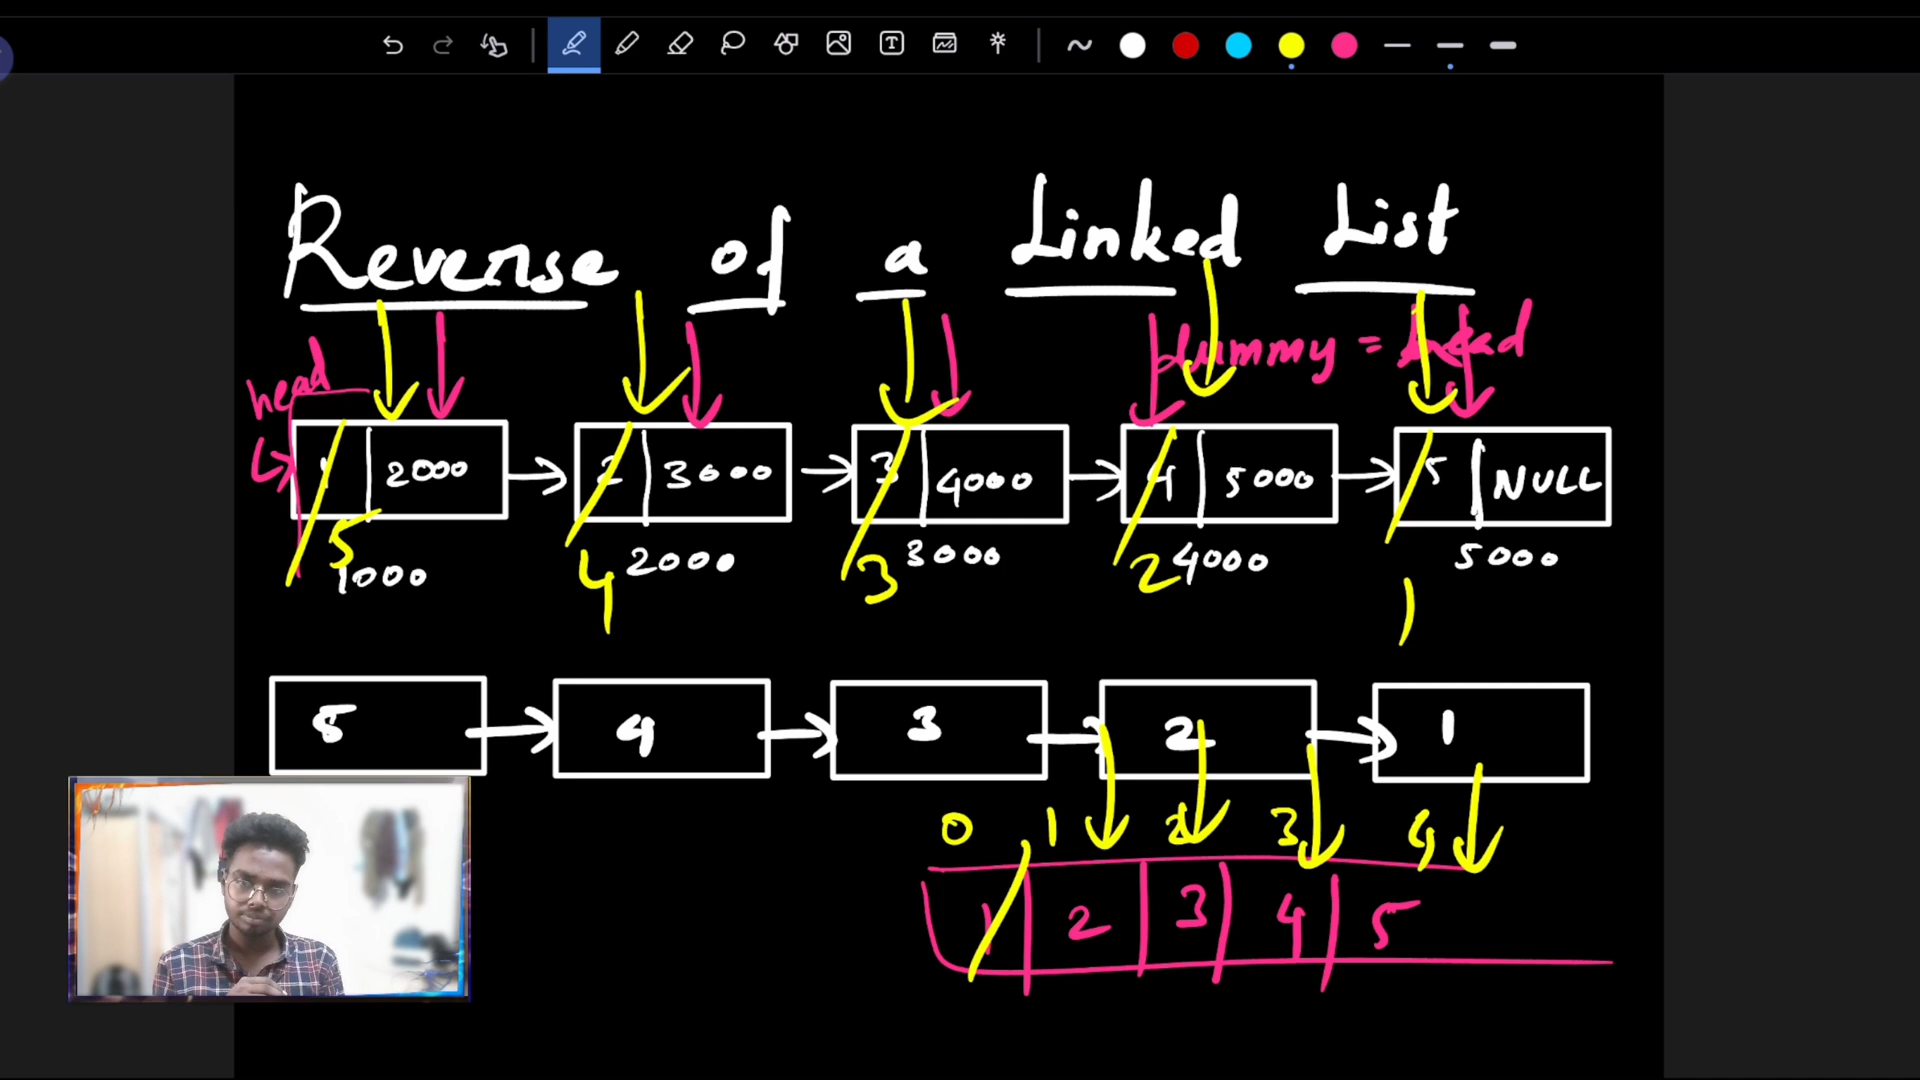 Reverse of a Linked List
dummy = head
head
1 2000 2 3000 3 4000 4 5000 5 NULL
5 4 3 2 1
1000 2000 3000 4000 5000
5 4 3 2 1
0 1 2 3 4
1 2 3 4 5